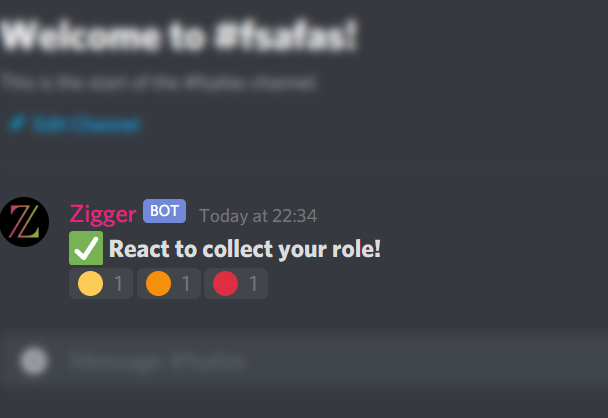 Welcome to #fsafas!
This is the start of the #fsafas channel.
Edit Channel
Zigger BOT Today at 22:34
✅ React to collect your role!
1 1 1
Message #fsafas